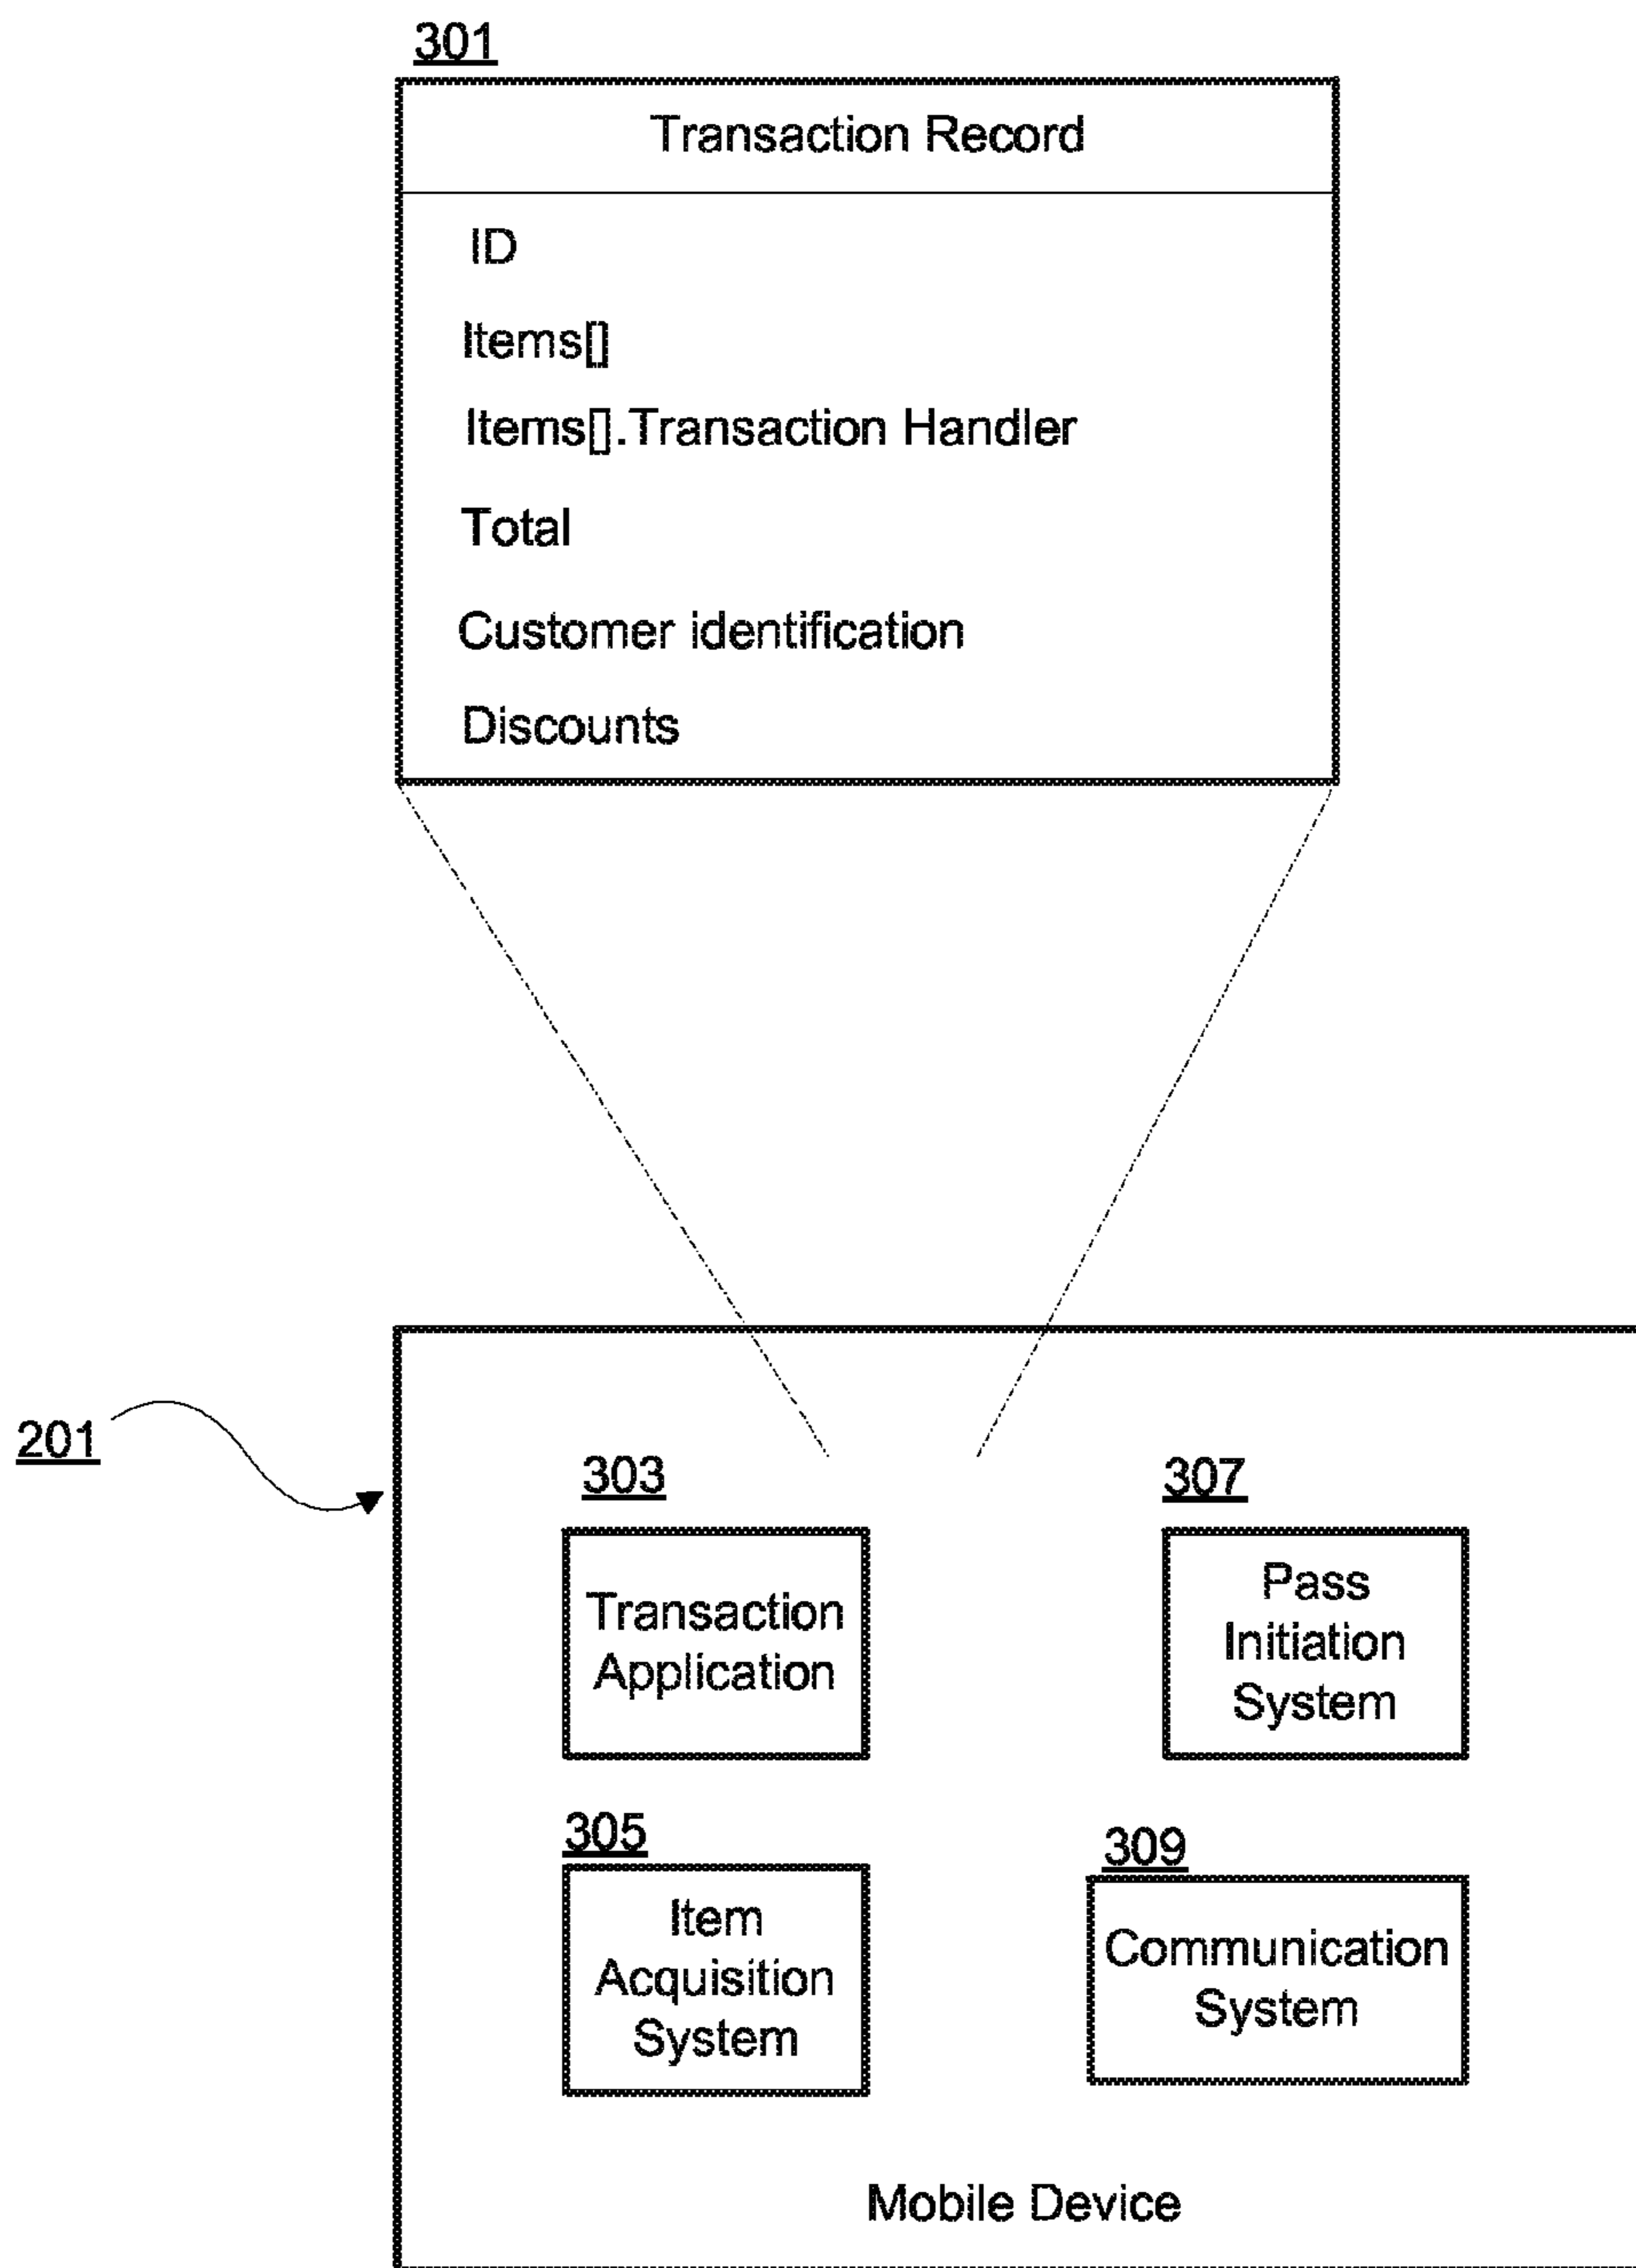 301
Transaction Record
ID
Items[]
Items[].Transaction Handler
Total
Customer identification
Discounts
201
303
Transaction
Application
307
Pass
Initiation
System
305
Item
Acquisition
System
309
Communication
System
Mobile Device